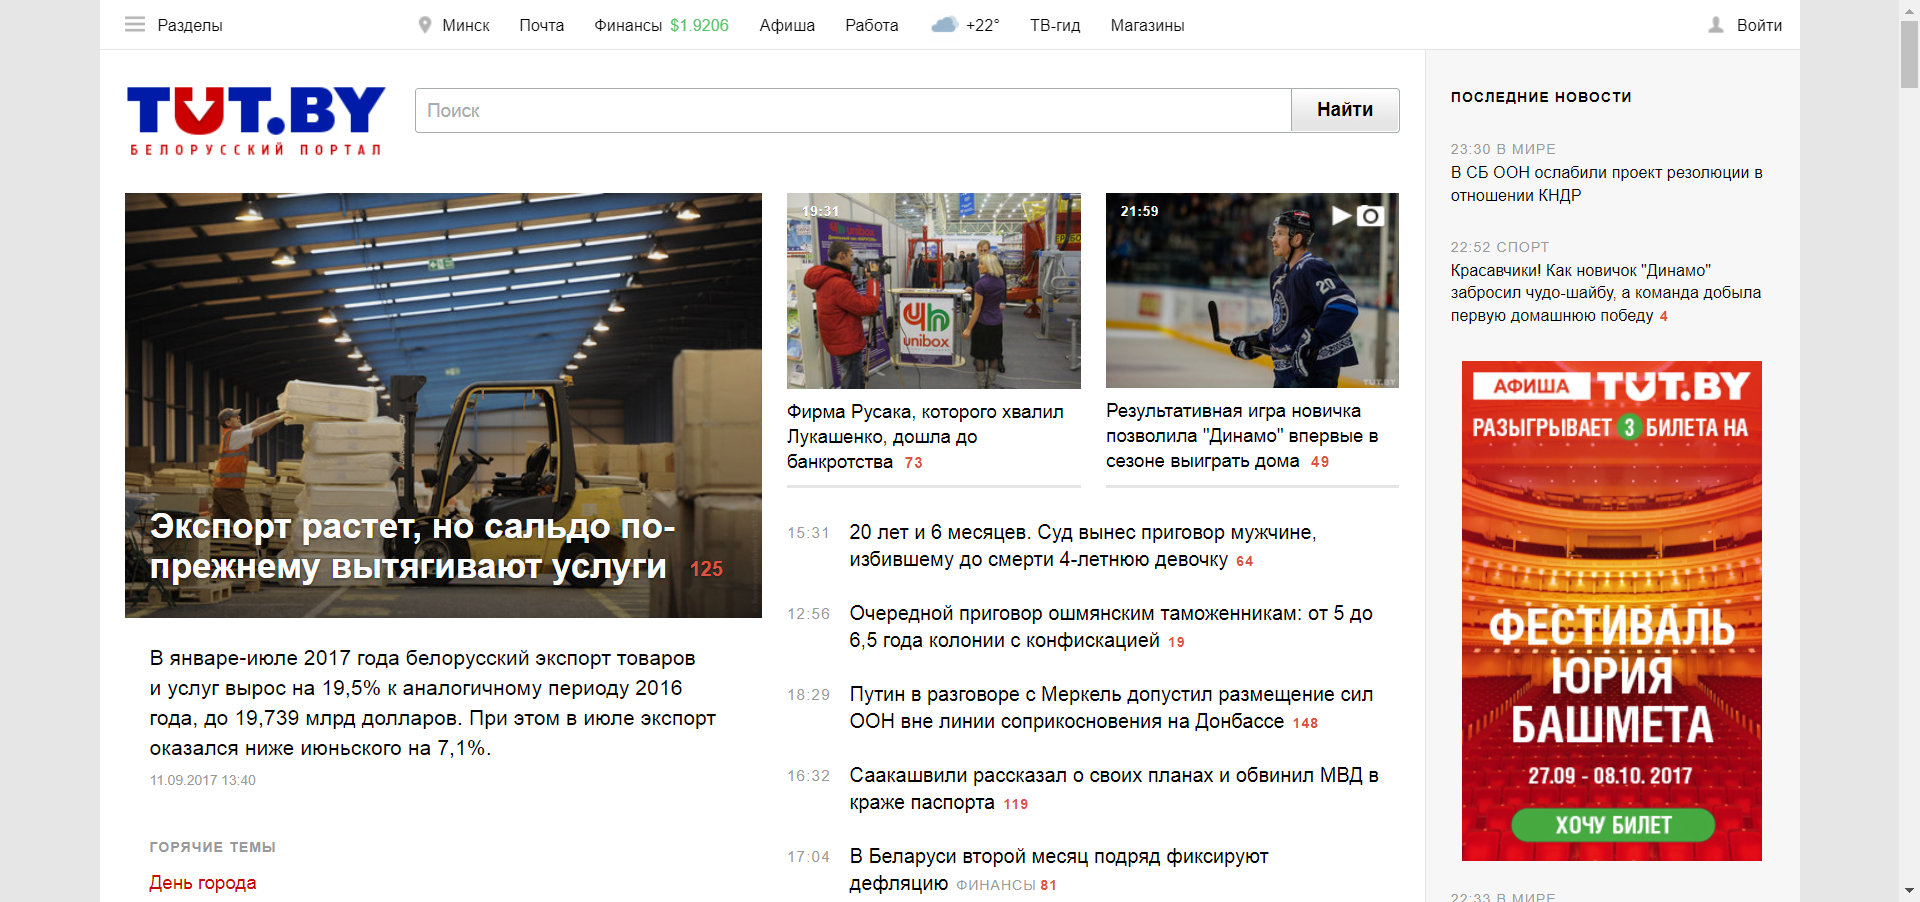 Разделы
Минск
Почта
Финансы $1.9206
Афиша
Работа
+22°
ТВ-гид
Магазины
Войти
TUT.BY
БЕЛОРУССКИЙ ПОРТАЛ
Поиск
Найти
Экспорт растет, но сальдо по-
прежнему вытягивают услуги 125
В январе-июле 2017 года белорусский экспорт товаров
и услуг вырос на 19,5% к аналогичному периоду 2016
года, до 19,739 млрд долларов. При этом в июле экспорт
оказался ниже июньского на 7,1%.
11.09.2017 13:40
ГОРЯЧИЕ ТЕМЫ
День города
19:31
unibox
unibox
Фирма Русака, которого хвалил
Лукашенко, дошла до
банкротства 73
21:59
20
TUT.BY
Результативная игра новичка
позволила "Динамо" впервые в
сезоне выиграть дома 49
15:31 20 лет и 6 месяцев. Суд вынес приговор мужчине,
избившему до смерти 4-летнюю девочку 64
12:56 Очередной приговор ошмянским таможенникам: от 5 до
6,5 года колонии с конфискацией 19
18:29 Путин в разговоре с Меркель допустил размещение сил
ООН вне линии соприкосновения на Донбассе 148
16:32 Саакашвили рассказал о своих планах и обвинил МВД в
краже паспорта 119
17:04 В Беларуси второй месяц подряд фиксируют
дефляцию ФИНАНСЫ 81
ПОСЛЕДНИЕ НОВОСТИ
23:30 В МИРЕ
В СБ ООН ослабили проект резолюции в
отношении КНДР
22:52 СПОРТ
Красавчики! Как новичок "Динамо"
забросил чудо-шайбу, а команда добыла
первую домашнюю победу 4
АФИША TUT.BY
РАЗЫГРЫВАЕТ 3 БИЛЕТА НА
ФЕСТИВАЛЬ
ЮРИЯ
БАШМЕТА
27.09 - 08.10. 2017
ХОЧУ БИЛЕТ
22:33 В МИРЕ